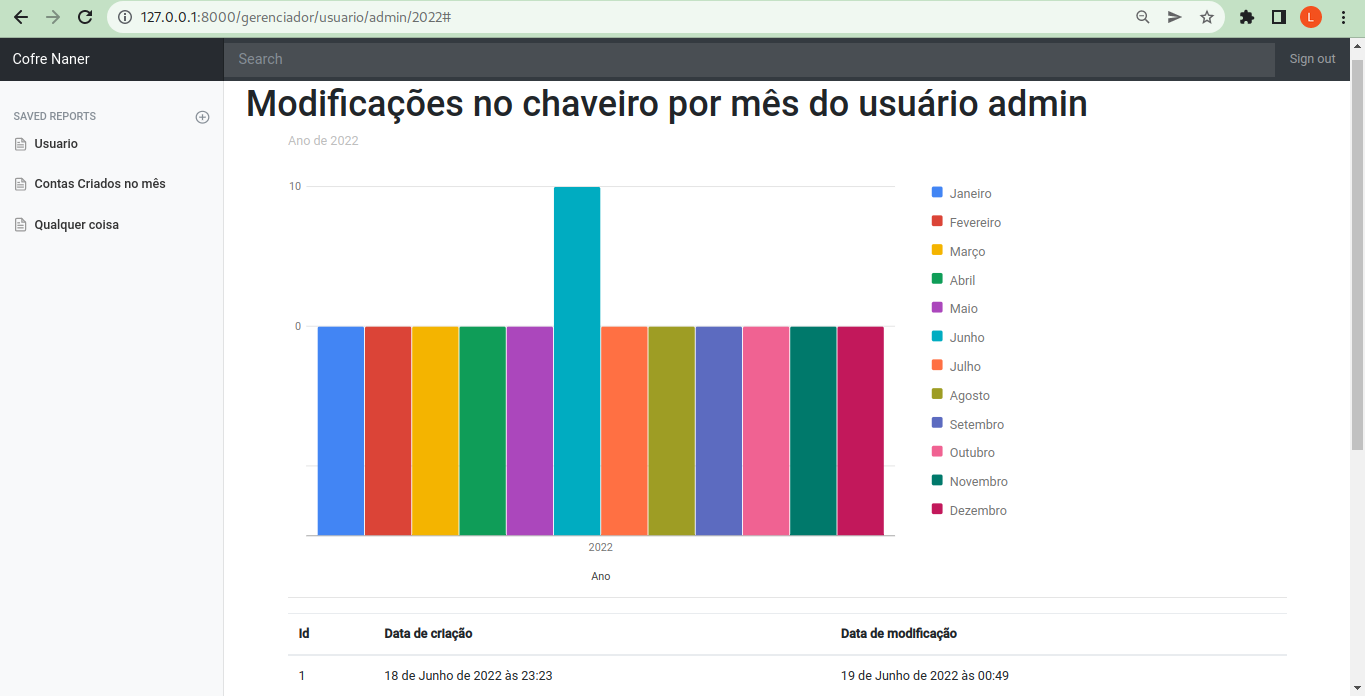 127.0.0.1:8000/gerenciador/usuario/admin/2022#
L
Cofre Naner
Search
Sign out
SAVED REPORTS
Usuario
Contas Criados no mês
Qualquer coisa
Modificações no chaveiro por mês do usuário admin
Ano de 2022
10
0
2022
Ano
Janeiro
Fevereiro
Março
Abril
Maio
Junho
Julho
Agosto
Setembro
Outubro
Novembro
Dezembro
Id Data de criação Data de modificação
1 18 de Junho de 2022 às 23:23 19 de Junho de 2022 às 00:49